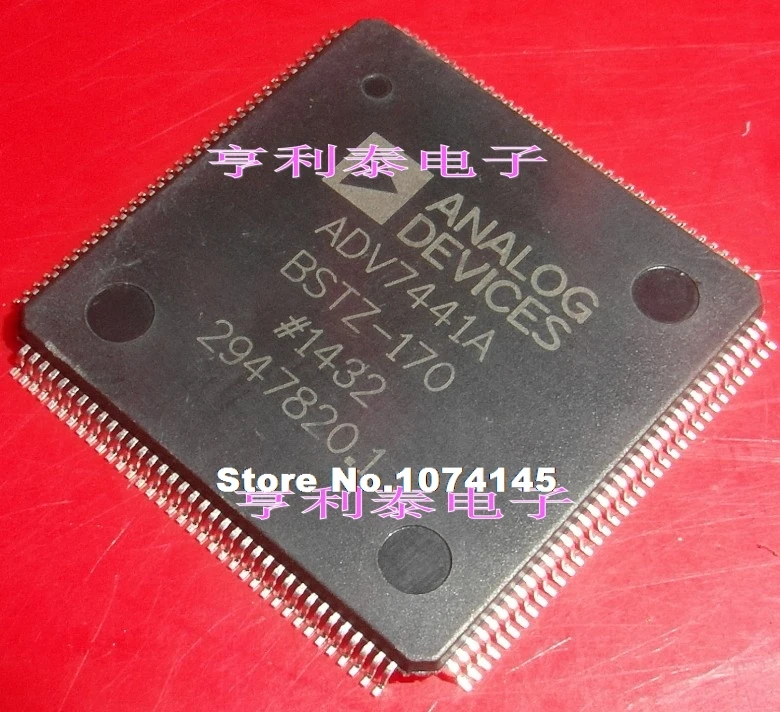 亨利泰电子
ANALOG
DEVICES
ADV7441A
BSTZ-170
#1432
2947820.1
Store No.1074145
亨利泰电子